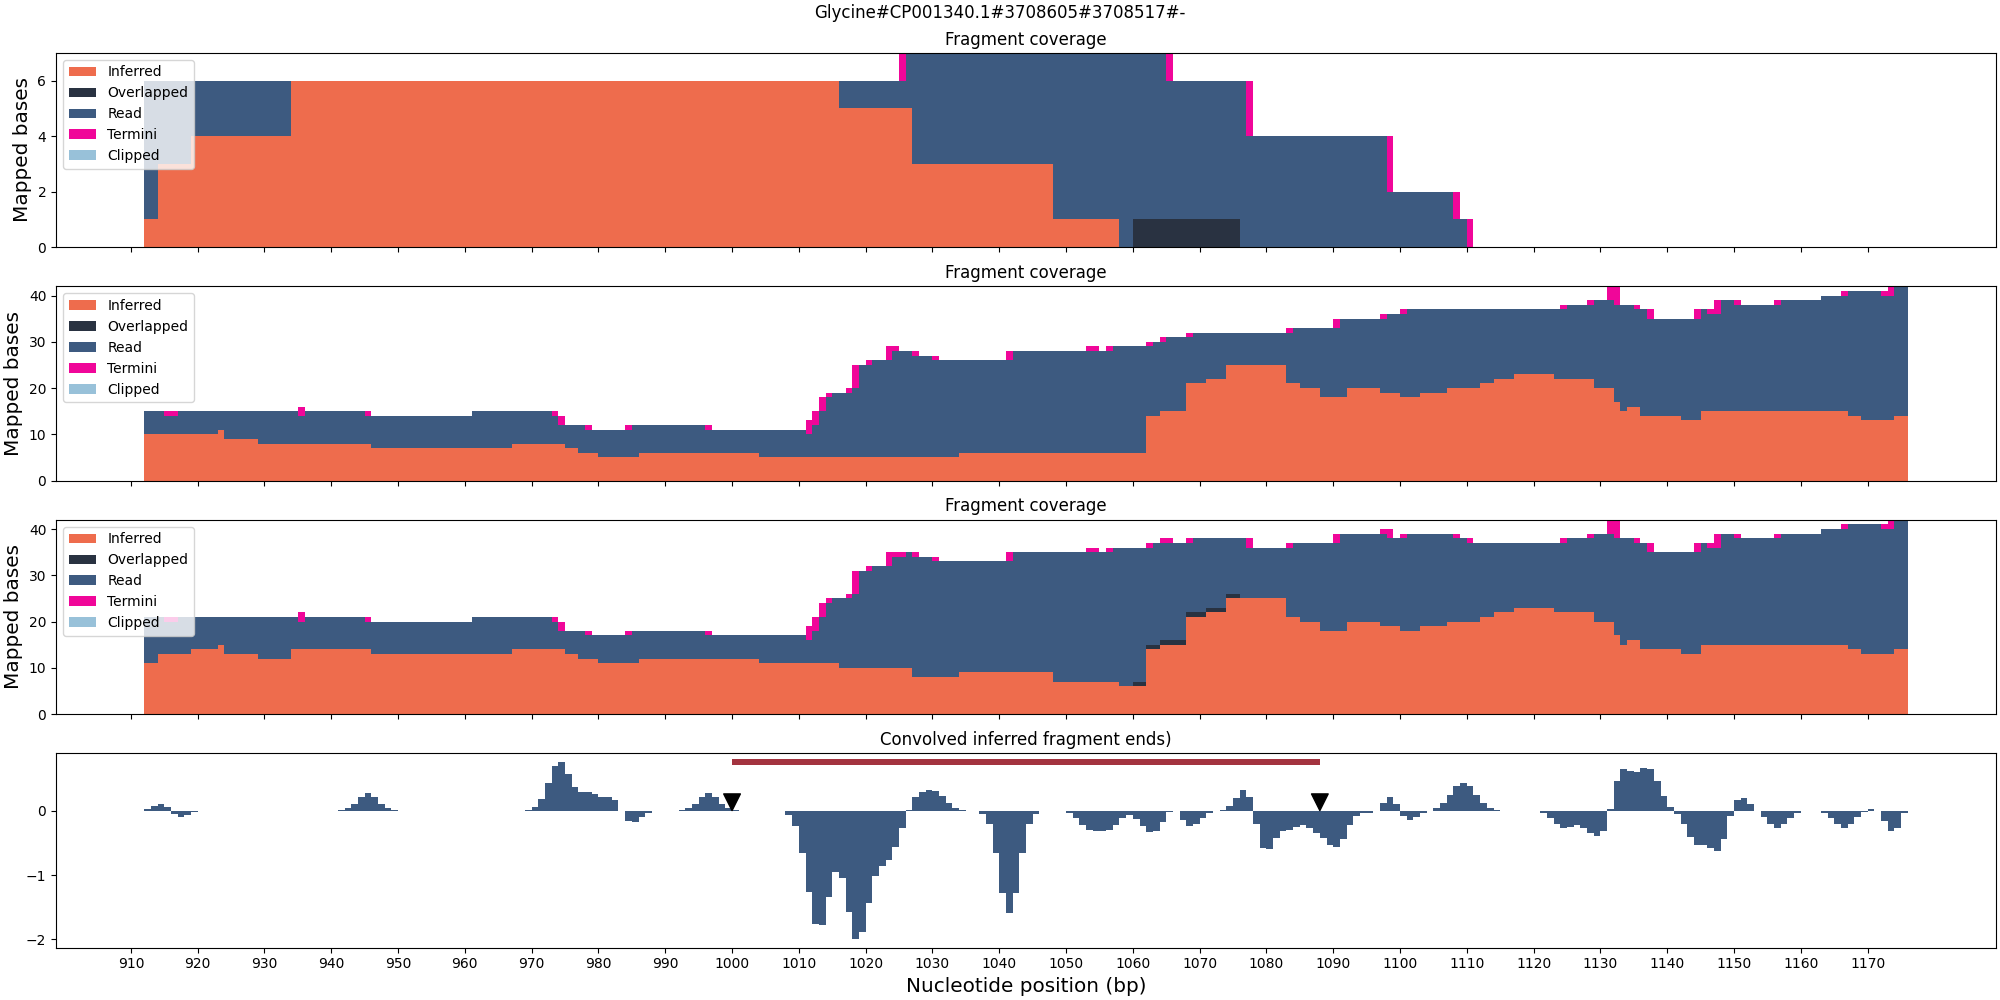 Glycine#CP001340.1#3708605#3708517#-
Fragment coverage
Mapped bases
6
4
2
0
Inferred
Overlapped
Read
Termini
Clipped
Fragment coverage
Mapped bases
40
30
20
10
0
Inferred
Overlapped
Read
Termini
Clipped
Fragment coverage
Mapped bases
40
30
20
10
0
Inferred
Overlapped
Read
Termini
Clipped
Convolved inferred fragment ends)
0
−1
−2
910 920 930 940 950 960 970 980 990 1000 1010 1020 1030 1040 1050 1060 1070 1080 1090 1100 1110 1120 1130 1140 1150 1160 1170
Nucleotide position (bp)